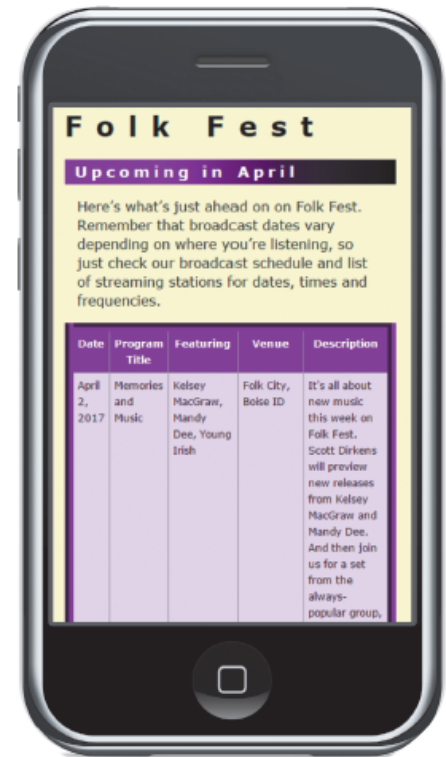 Folk Fest
Upcoming in April
Here's what's just ahead on on Folk Fest.
Remember that broadcast dates vary
depending on where you're listening, so
just check our broadcast schedule and list
of streaming stations for dates, times and
frequencies.
Date Program Title Featuring Venue Description
April
2,
2017
Memories
and
Music
Kelsey
MacGraw,
Mandy
Dee, Young
Irish
Folk City,
Boise ID
It's all about
new music
this week on
Folk Fest.
Scott Dirkens
will preview
new releases
from Kelsey
MacGraw and
Mandy Dee.
And then join
us for a set
from the
always-
popular group,